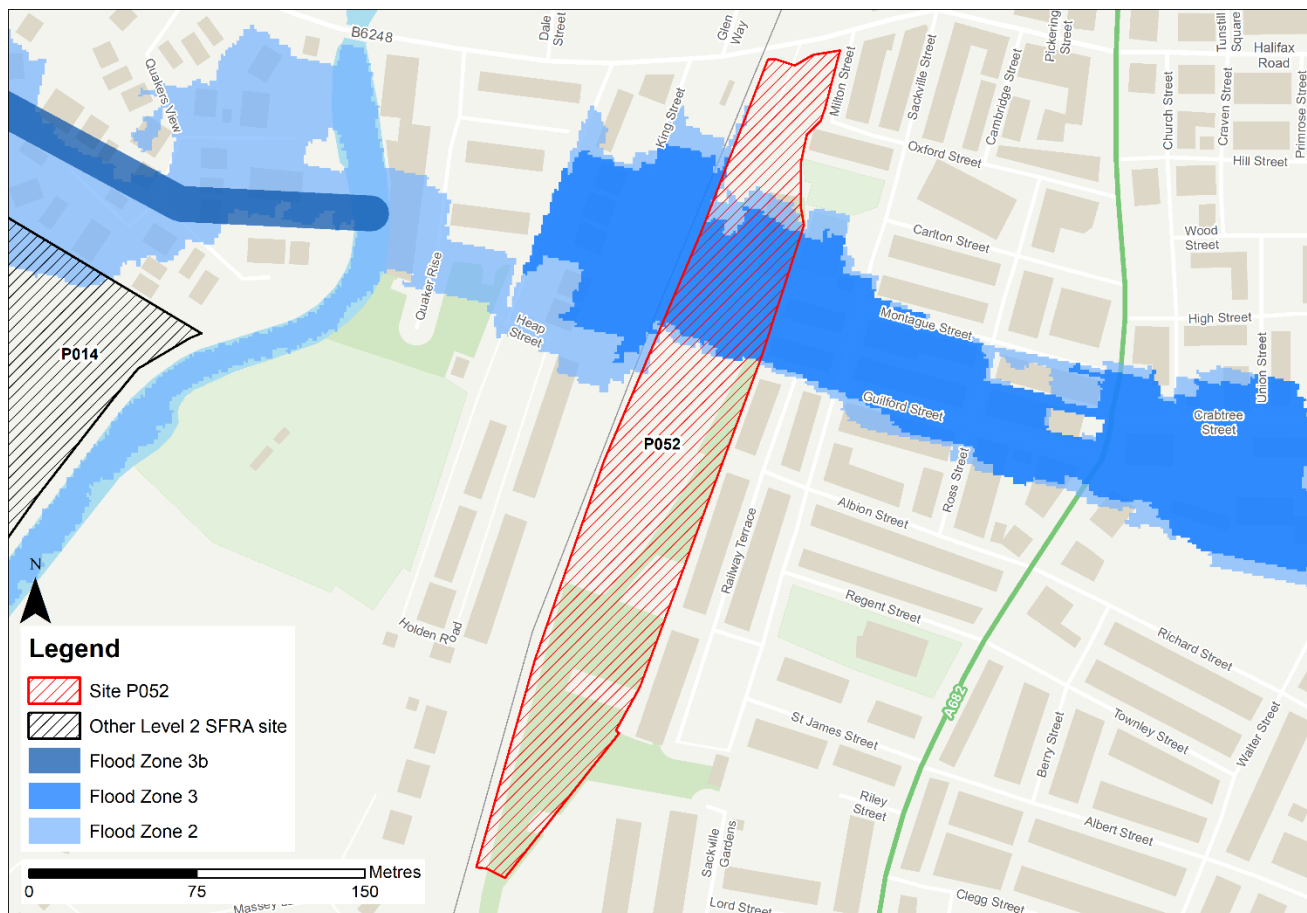 B6248
Dale
Street
Glen
Way
Pickering
Street
Tunstill
Square
Halifax
Road
Quakers View
King Street
Milton Street
Sackville Street
Cambridge Street
Church Street
Craven Street
Primrose Street
Oxford Street
Hill Street
Wood
Street
Carlton Street
Quaker Rise
Heap
Street
Montague Street
High Street
Union Street
P014
Guilford Street
Crabtree
Street
P052
Ross Street
Albion Street
Railway Terrace
N
Regent Street
Holden Road
Richard Street
Legend
Site P052
Other Level 2 SFRA site
Flood Zone 3b
Flood Zone 3
Flood Zone 2
A682
St James Street
Berry Street
Townley Street
Walter Street
Riley
Street
Albert Street
Sackville
Gardens
Metres
0
75
150
Clegg Street
Lord Street